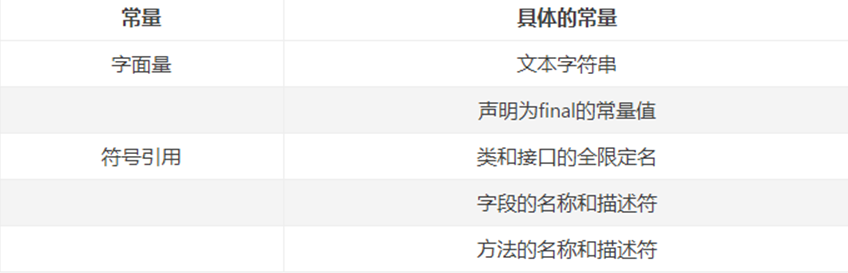 常量 具体的常量
字面量 文本字符串
声明为final的常量值
符号引用 类和接口的全限定名
字段的名称和描述符
方法的名称和描述符